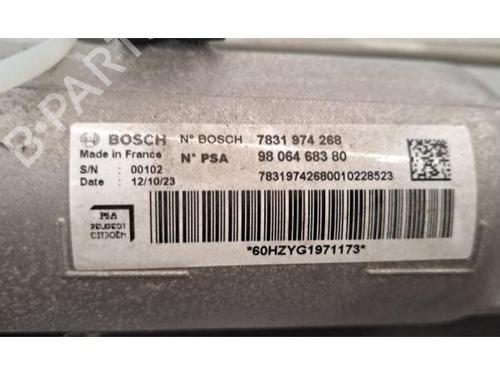 B-PARTS
BOSCH N° BOSCH 7831 974 268
Made in France N° PSA 98 064 683 80
S/N : 00102 78319742680010228523
Date : 12/10/23
PSA
PEUGEOT
CITROËN
*60HZYG1971173*